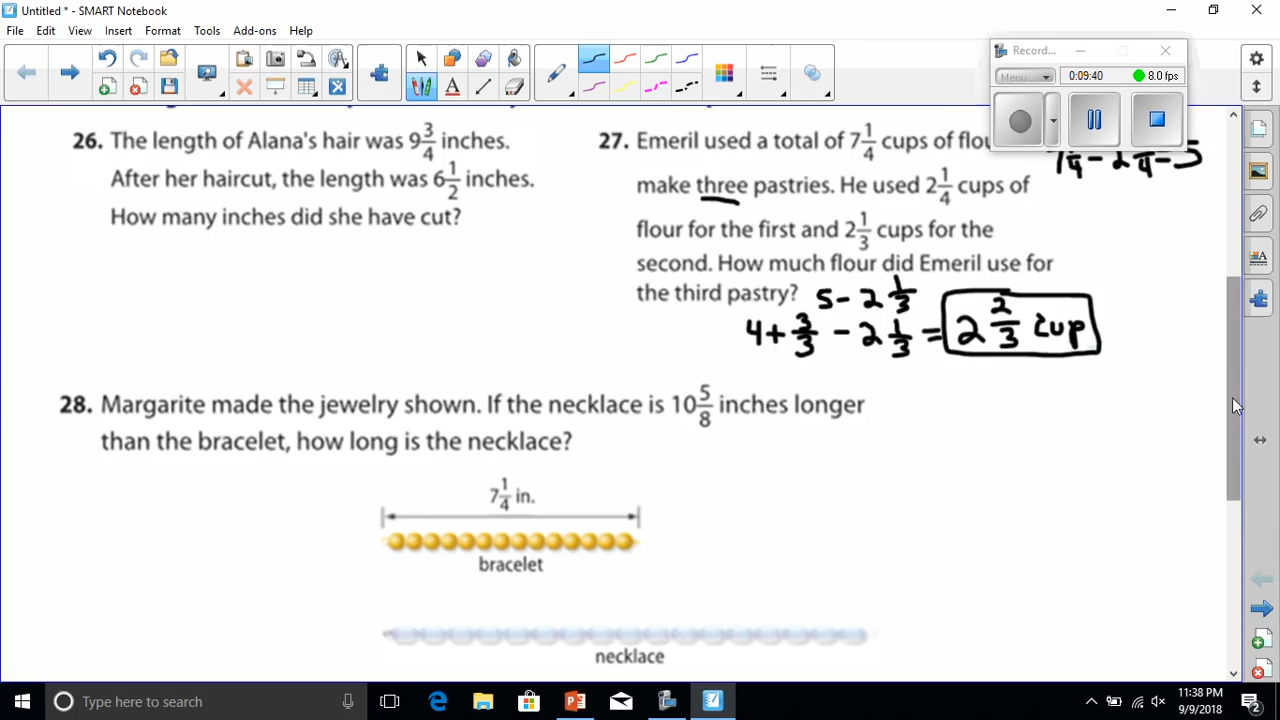 Untitled * - SMART Notebook
File Edit View Insert Format Tools Add-ons Help
Record...
Menu 0:09:40 8.0 fps
26. The length of Alana's hair was 9 3/4 inches.
After her haircut, the length was 6 1/2 inches.
How many inches did she have cut?
27. Emeril used a total of 7 1/4 cups of flou
make three pastries. He used 2 1/4 cups of
flour for the first and 2 1/3 cups for the
second. How much flour did Emeril use for
the third pastry?
5 - 2 1/3
4 + 3/3 - 2 1/3 = 2 2/3 cup
28. Margarite made the jewelry shown. If the necklace is 10 5/8 inches longer
than the bracelet, how long is the necklace?
7 1/4 in.
bracelet
necklace
Type here to search
11:38 PM
9/9/2018
2